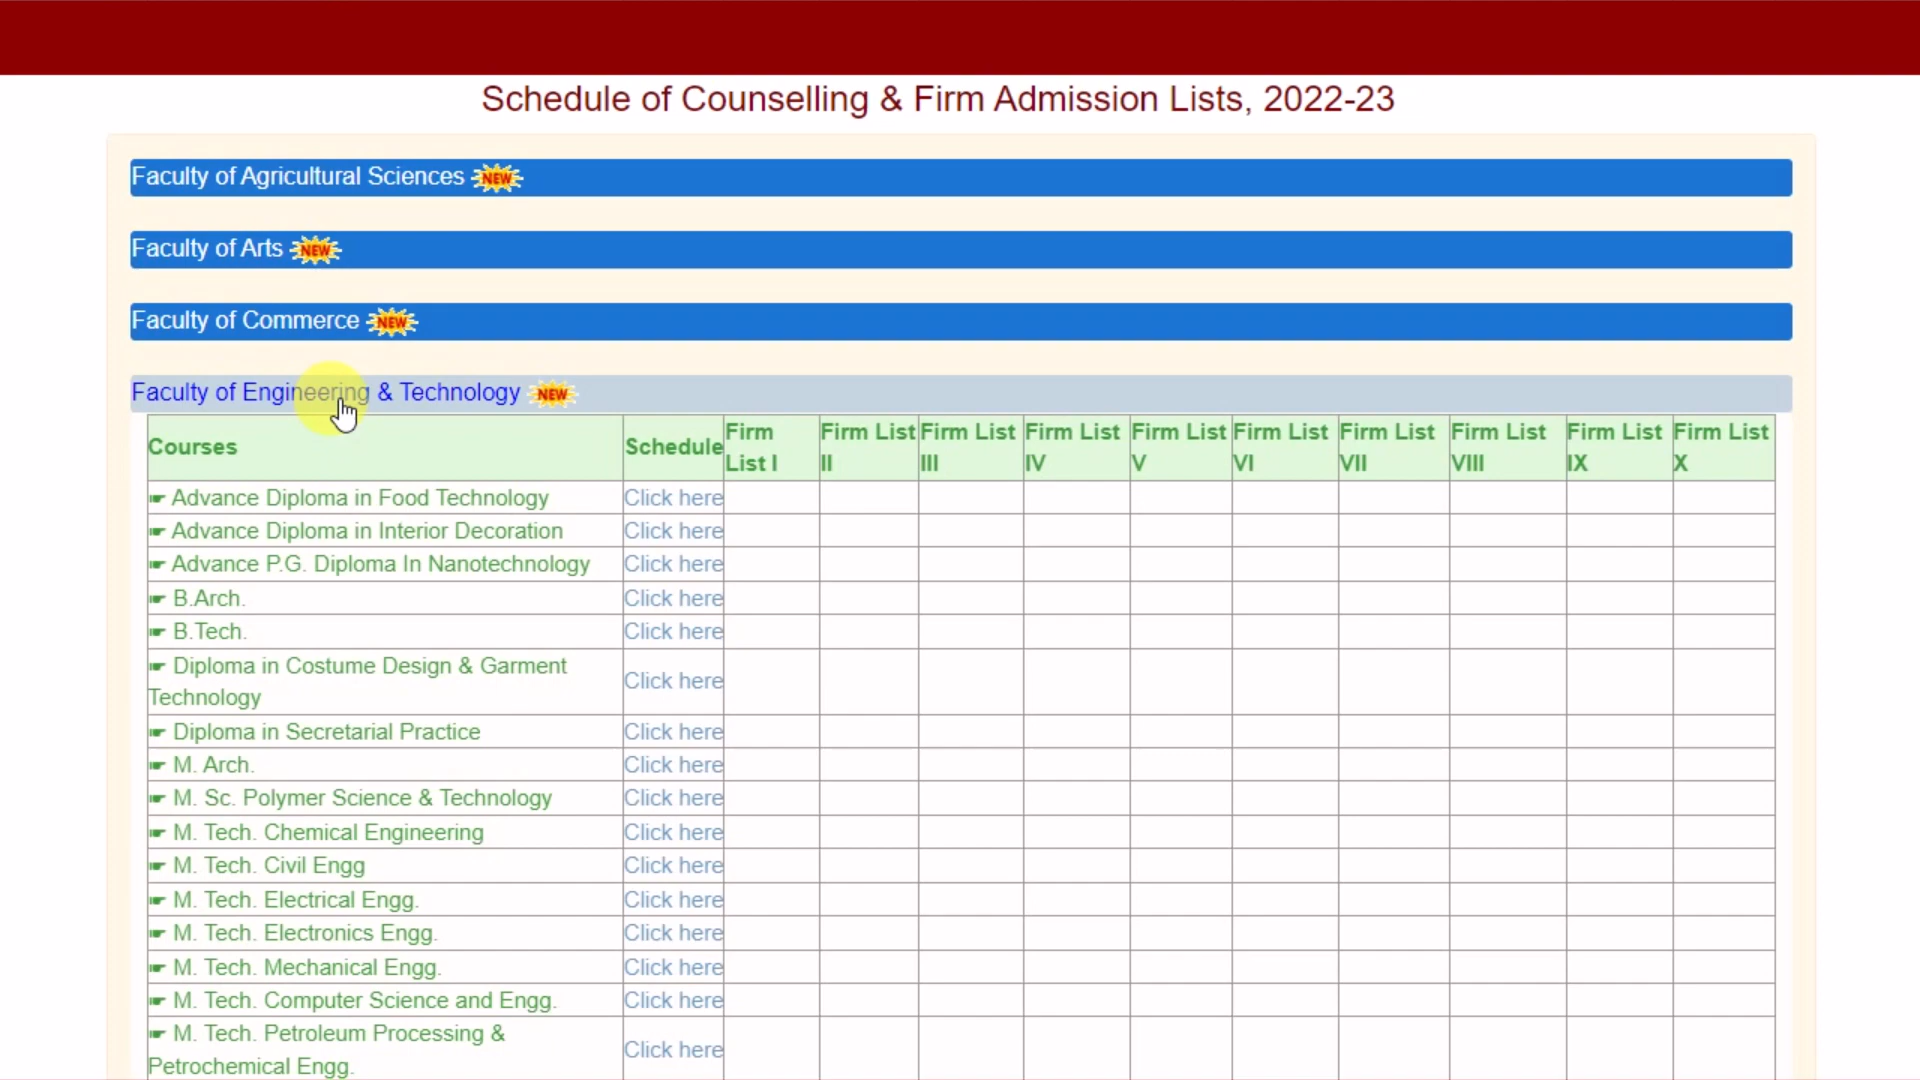 Schedule of Counselling & Firm Admission Lists, 2022-23
Faculty of Agricultural Sciences NEW
Faculty of Arts NEW
Faculty of Commerce NEW
Faculty of Engineering & Technology NEW
Courses Schedule Firm List I Firm List II Firm List III Firm List IV Firm List V Firm List VI Firm List VII Firm List VIII Firm List IX Firm List X
☛ Advance Diploma in Food Technology Click here
☛ Advance Diploma in Interior Decoration Click here
☛ Advance P.G. Diploma In Nanotechnology Click here
☛ B.Arch. Click here
☛ B.Tech. Click here
☛ Diploma in Costume Design & Garment
Technology Click here
☛ Diploma in Secretarial Practice Click here
☛ M. Arch. Click here
☛ M. Sc. Polymer Science & Technology Click here
☛ M. Tech. Chemical Engineering Click here
☛ M. Tech. Civil Engg Click here
☛ M. Tech. Electrical Engg. Click here
☛ M. Tech. Electronics Engg. Click here
☛ M. Tech. Mechanical Engg. Click here
☛ M. Tech. Computer Science and Engg. Click here
☛ M. Tech. Petroleum Processing &
Petrochemical Engg. Click here